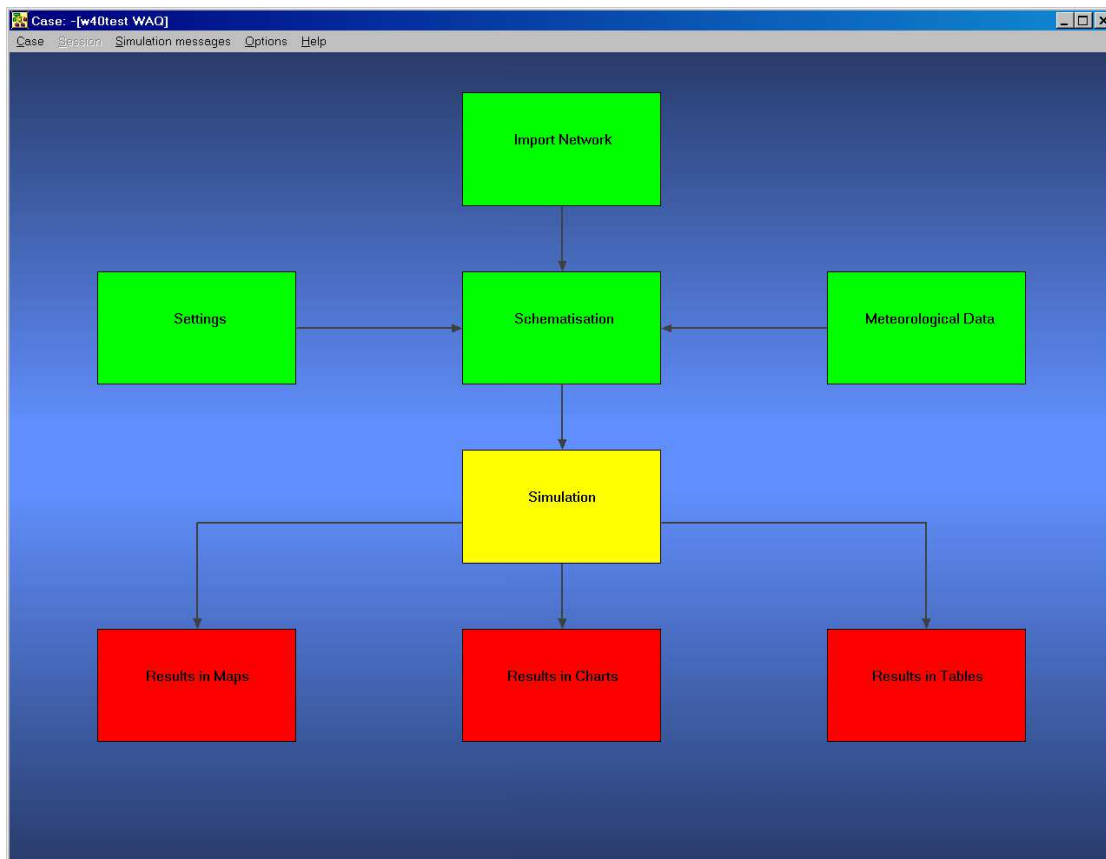 Case: -[w40test WAQ]
Case Session Simulation messages Options Help
Import Network
Settings
Schematisation
Meteorological Data
Simulation
Results in Maps
Results in Charts
Results in Tables